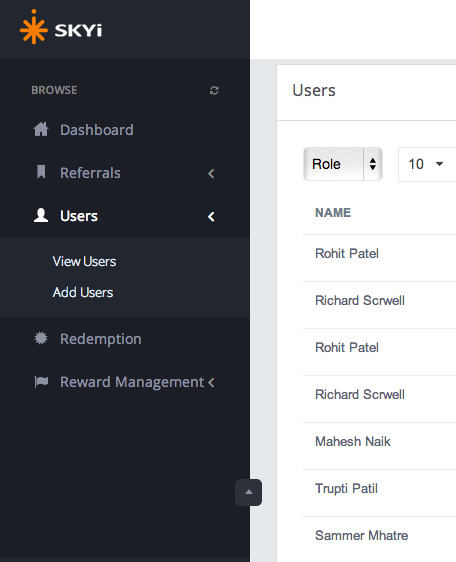 SKYi
BROWSE
Dashboard
Referrals
Users
View Users
Add Users
Redemption
Reward Management
Users
Role
10
NAME
Rohit Patel
Richard Scrwell
Rohit Patel
Richard Scrwell
Mahesh Naik
Trupti Patil
Sammer Mhatre